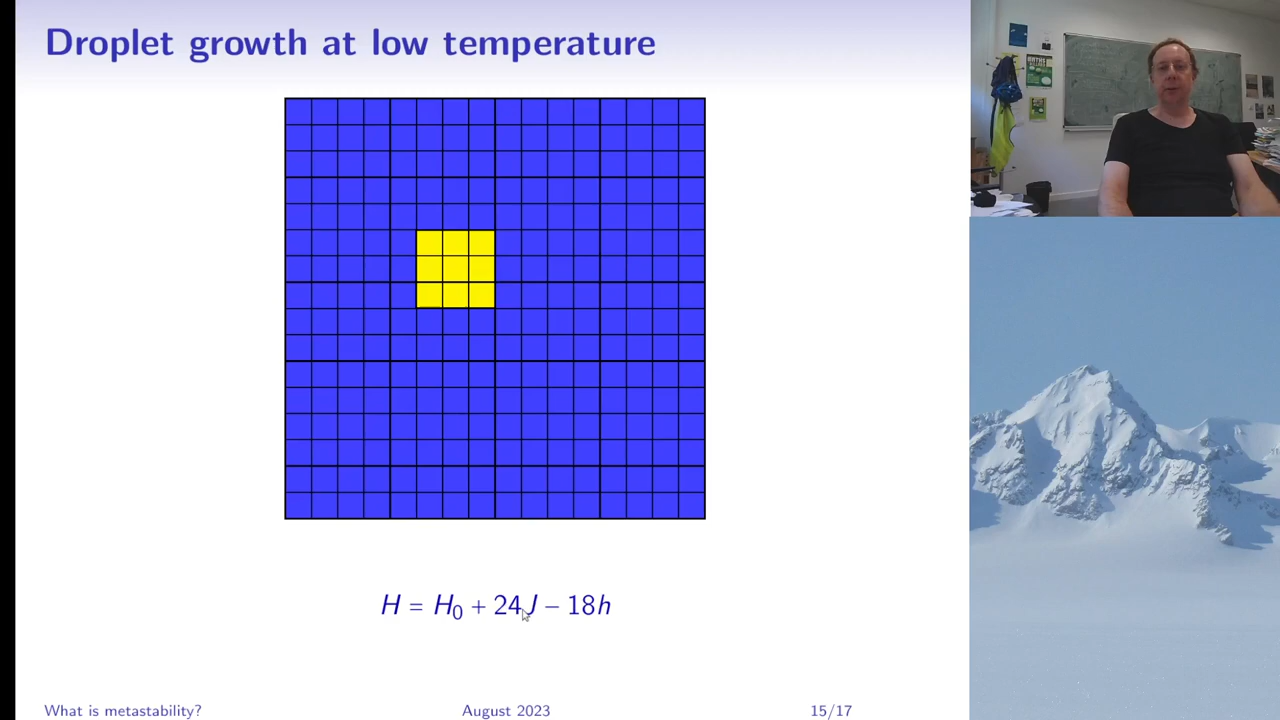 Droplet growth at low temperature
H = H₀ + 24J − 18h
What is metastability? August 2023 15/17